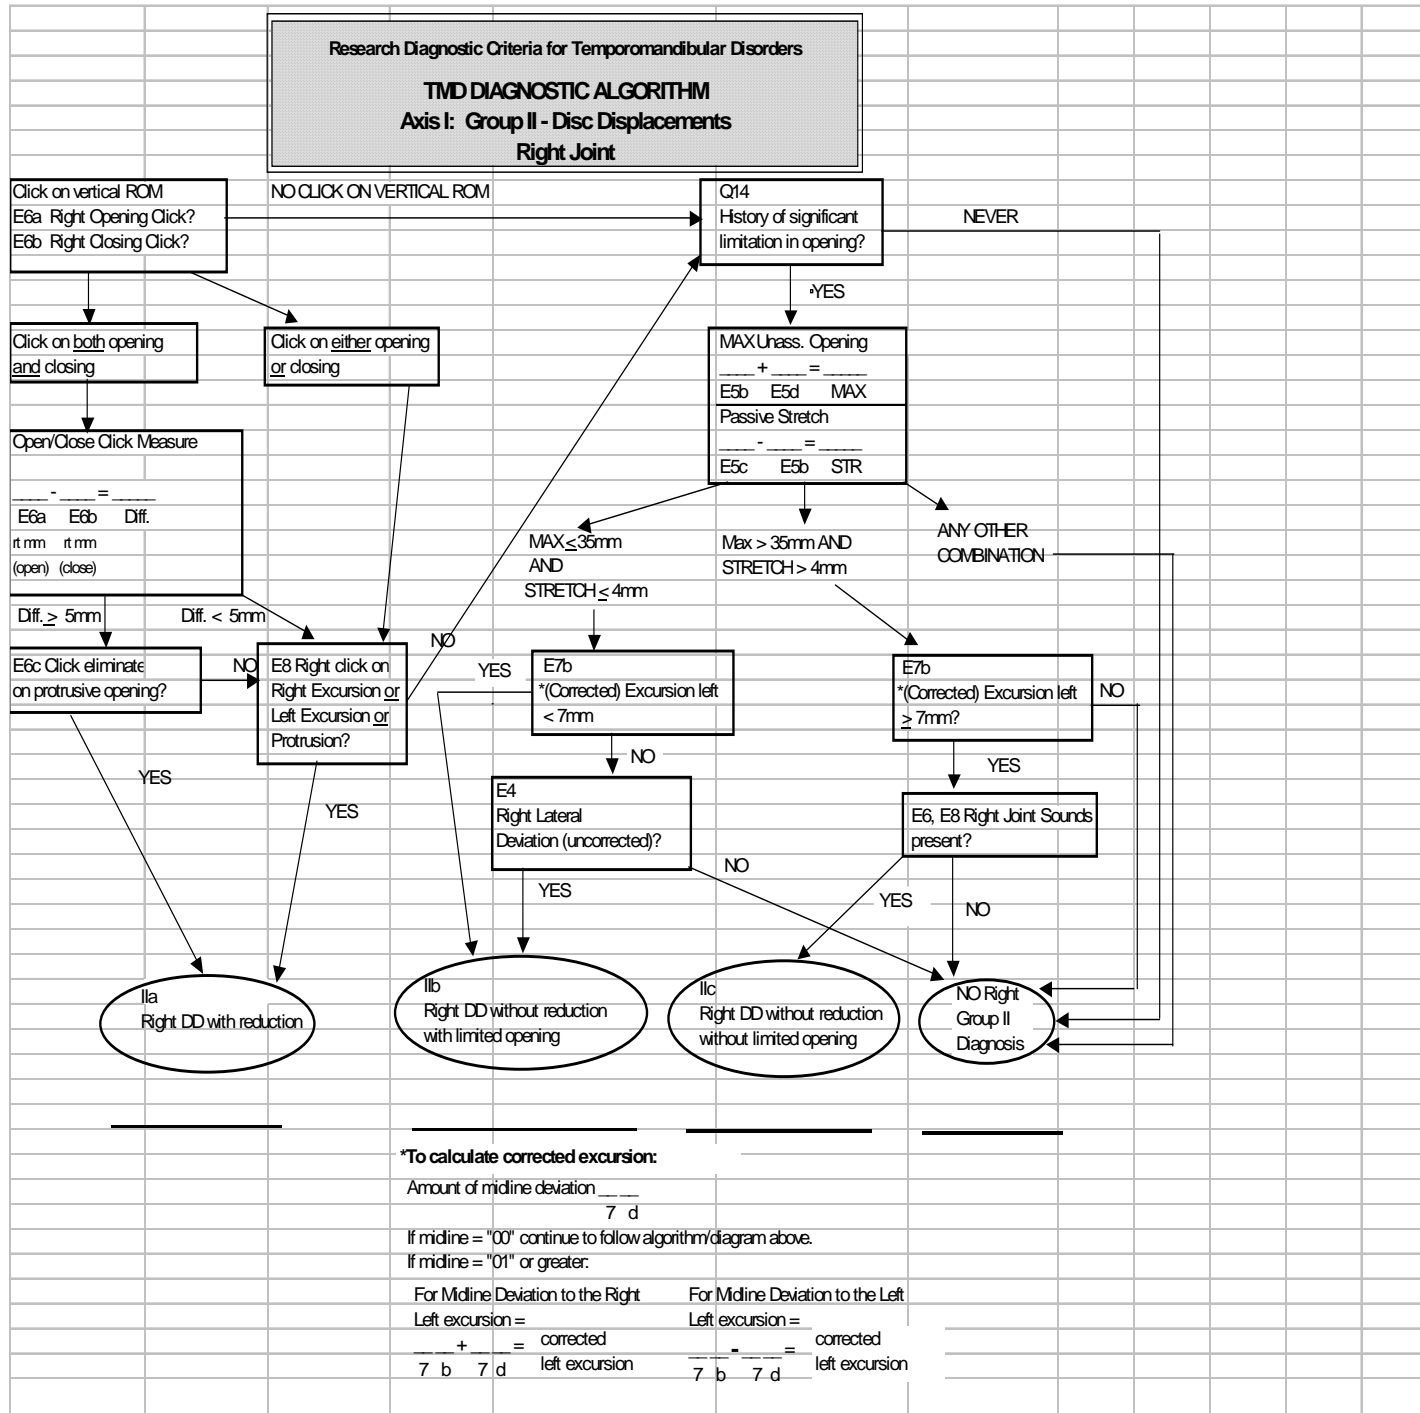 Research Diagnostic Criteria for Temporomandibular Disorders
TMD DIAGNOSTIC ALGORITHM
Axis I: Group II - Disc Displacements
Right Joint
Click on vertical ROM
E6a Right Opening Click?
E6b Right Closing Click?
NO CLICK ON VERTICAL ROM
Q14
History of significant
limitation in opening?
NEVER
YES
Click on both opening
and closing
Click on either opening
or closing
MAX Unass. Opening
____ + ____ = _____
E5b E5d MAX
Passive Stretch
____ - ____ = _____
E5c E5b STR
Open/Close Click Measure
____ - ____ = _____
E6a E6b Diff.
rt mm rt mm
(open) (close)
MAX ≤35mm
AND
STRETCH ≤ 4mm
Max > 35mm AND
STRETCH > 4mm
ANY OTHER
COMBINATION
Diff. ≥ 5mm
Diff. < 5mm
E6c Click eliminate
on protrusive opening?
NO
E8 Right click on
Right Excursion or
Left Excursion or
Protrusion?
NO
YES
E7b
*(Corrected) Excursion left
< 7mm
E7b
*(Corrected) Excursion left
≥ 7mm?
NO
NO
YES
YES
YES
E4
Right Lateral
Deviation (uncorrected)?
E6, E8 Right Joint Sounds
present?
YES
NO
YES
NO
IIa
Right DD with reduction
IIb
Right DD without reduction
with limited opening
IIc
Right DD without reduction
without limited opening
NO Right
Group II
Diagnosis
*To calculate corrected excursion:
Amount of midline deviation __ __
7 d
If midline = "00" continue to follow algorithm/diagram above.
If midline = "01" or greater:
For Midline Deviation to the Right
Left excursion =
__ __ + __ __ = corrected
7 b 7 d left excursion
For Midline Deviation to the Left
Left excursion =
__ __ - __ __ = corrected
7 b 7 d left excursion